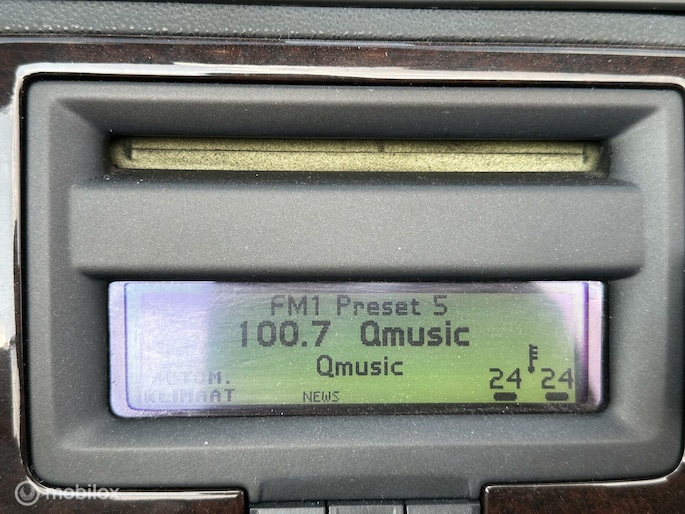 FM1 Preset 5
100.7 Qmusic
Qmusic
AUTOM.
KLIMAAT
NEWS
24 24
mobilox